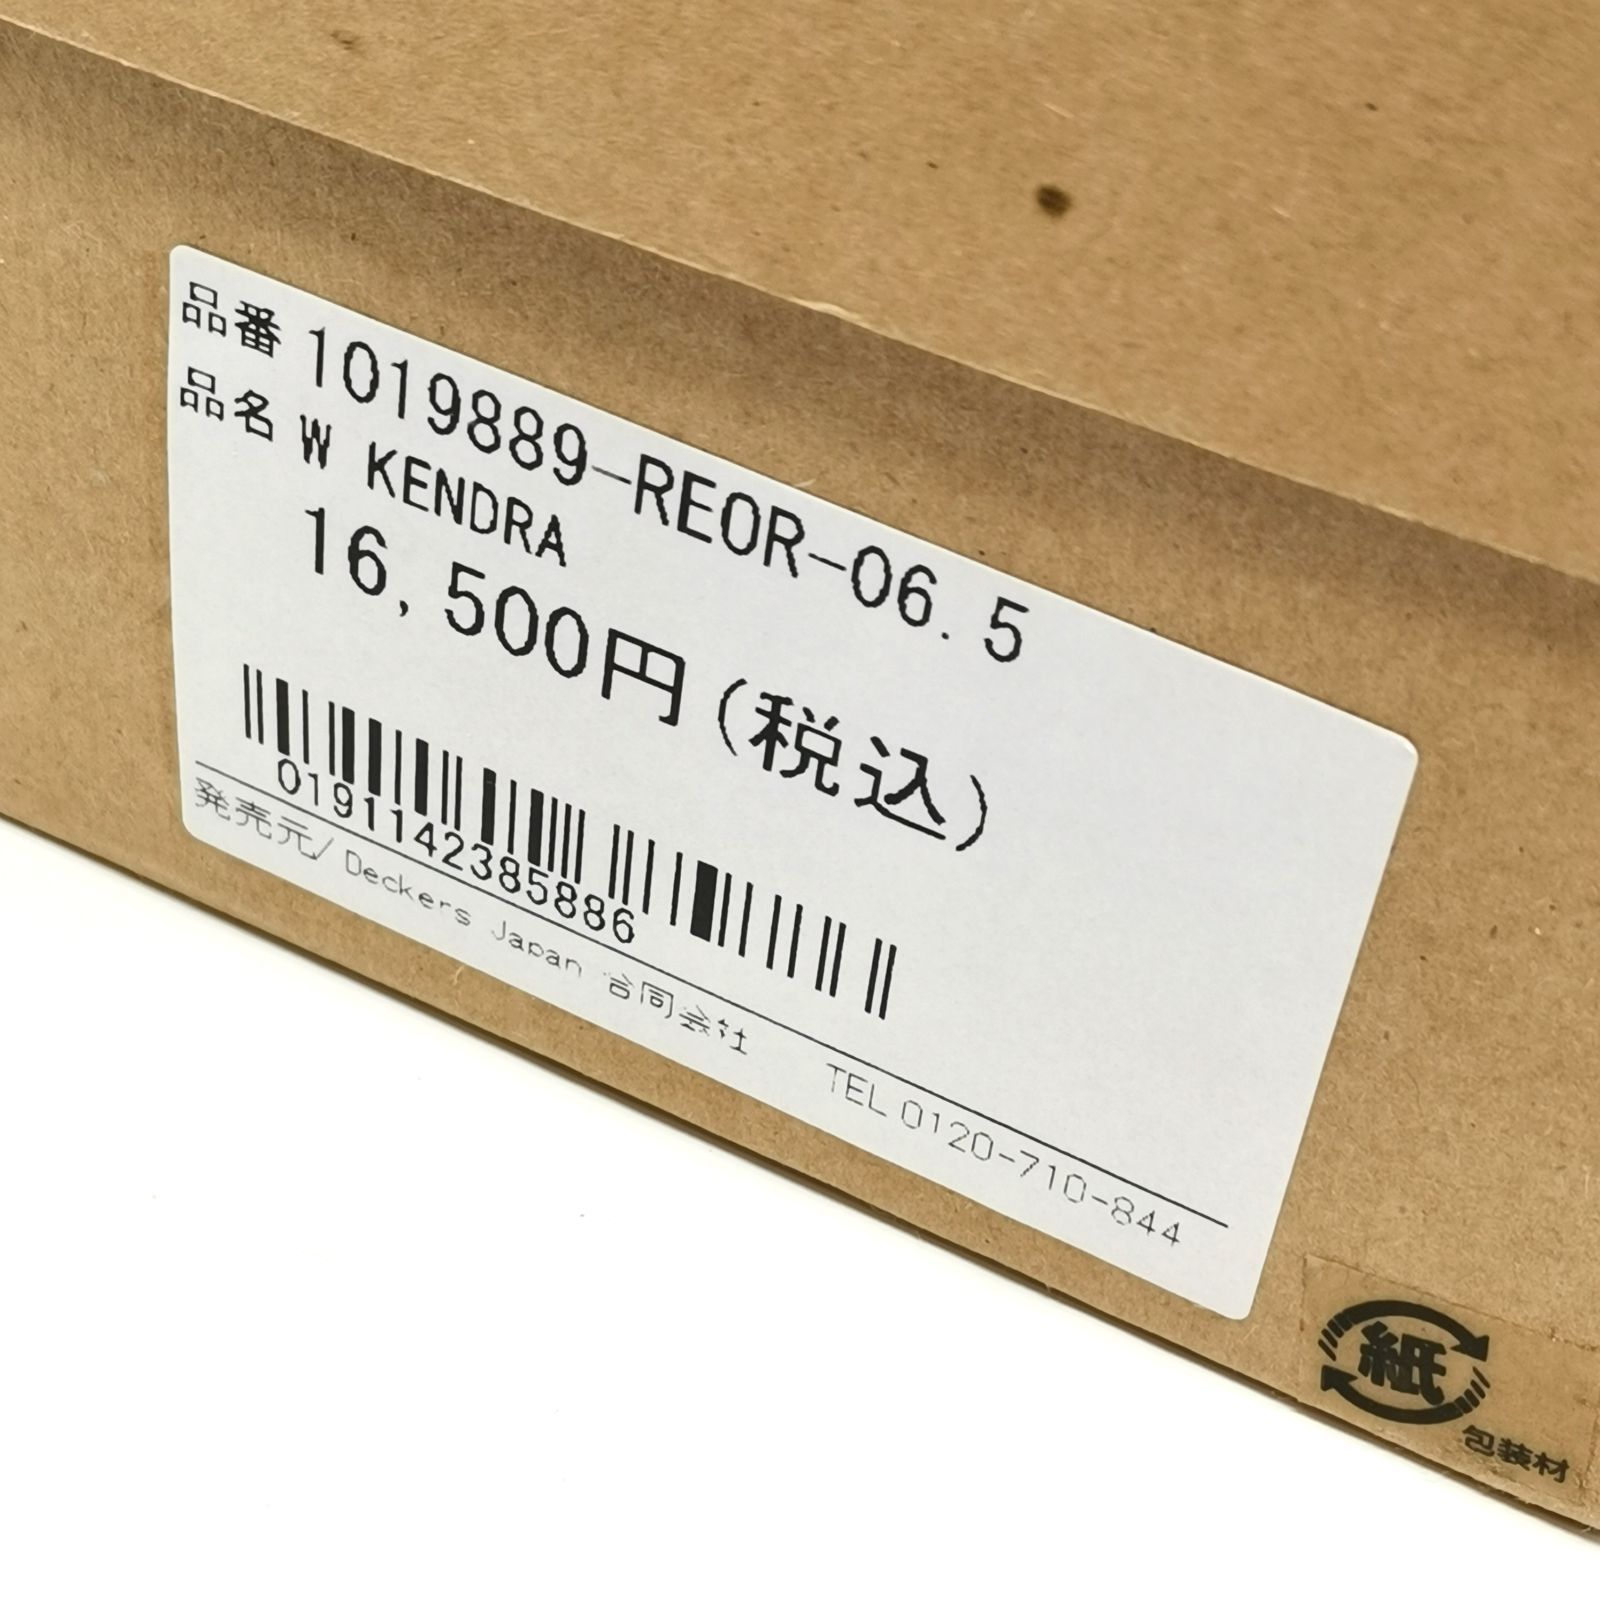 品番 1019889-REOR-06.5
品名 W KENDRA
16,500円(税込)
0191142385886
発売元/Deckers Japan 合同会社 TEL 0120-710-844
紙
包装材